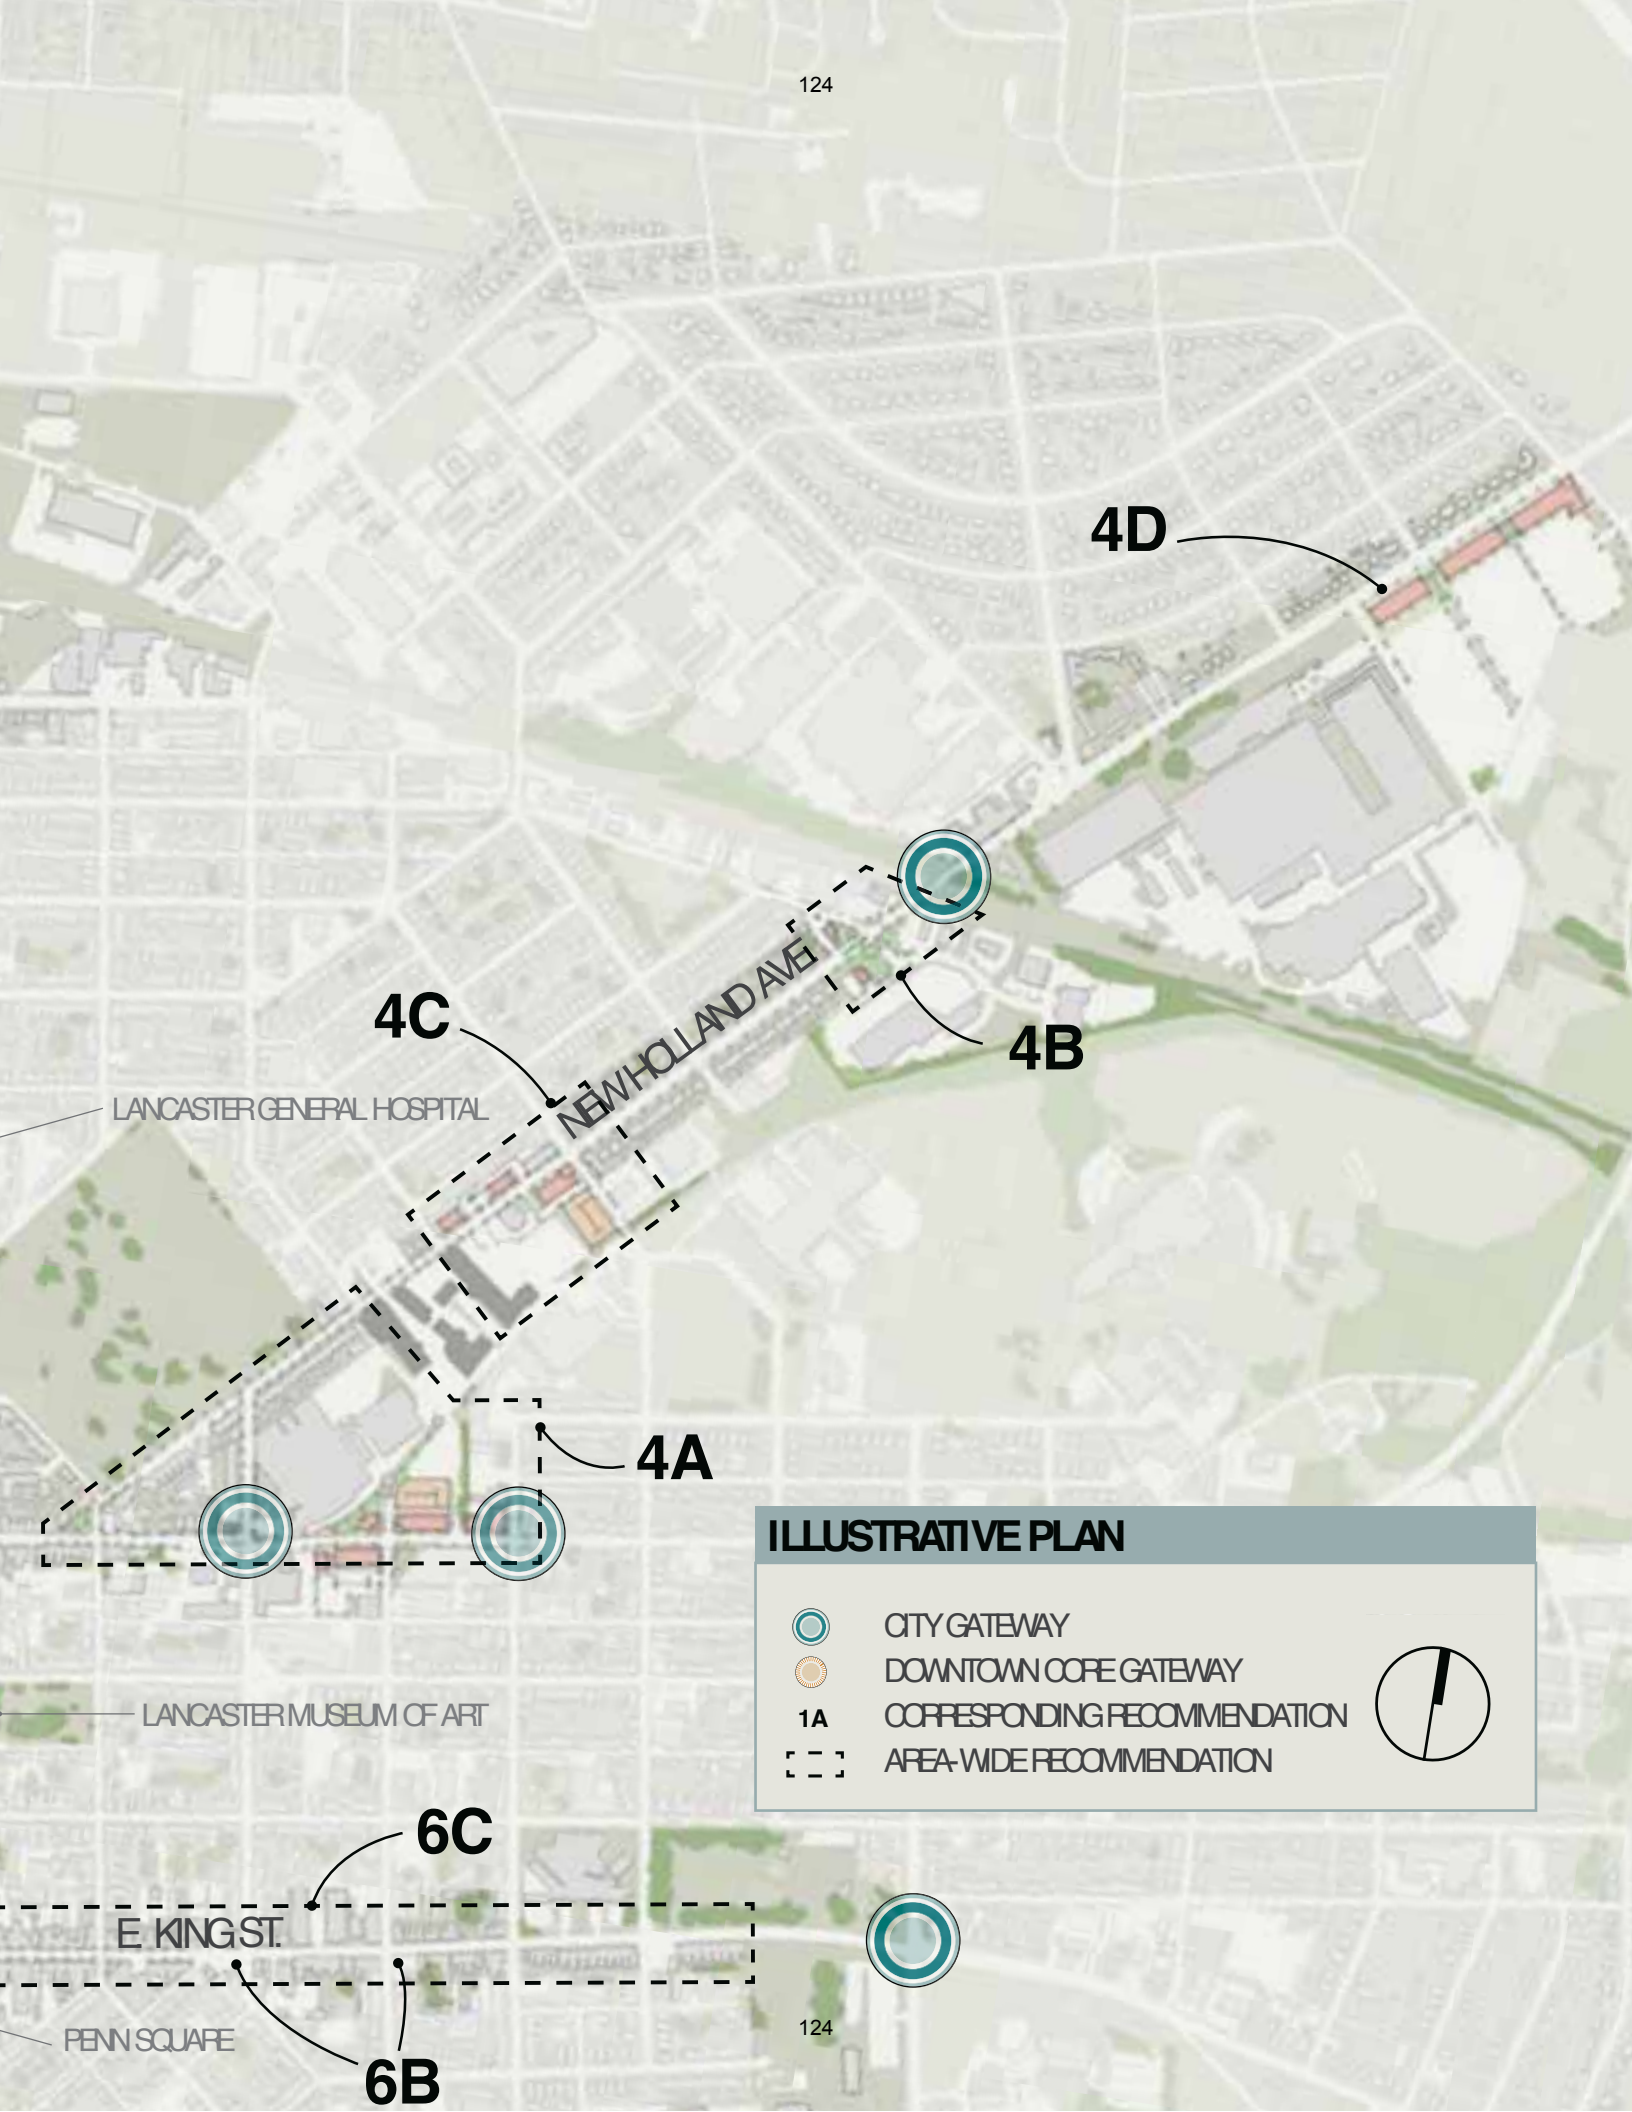 124
4D
NEW HOLLAND AVE
4C
4B
LANCASTER GENERAL HOSPITAL
4A
ILLUSTRATIVE PLAN
CITY GATEWAY
DOWNTOWN CORE GATEWAY
1A CORRESPONDING RECOMMENDATION
AREA-WIDE RECOMMENDATION
LANCASTER MUSEUM OF ART
6C
E. KING ST.
PENN SQUARE
124
6B